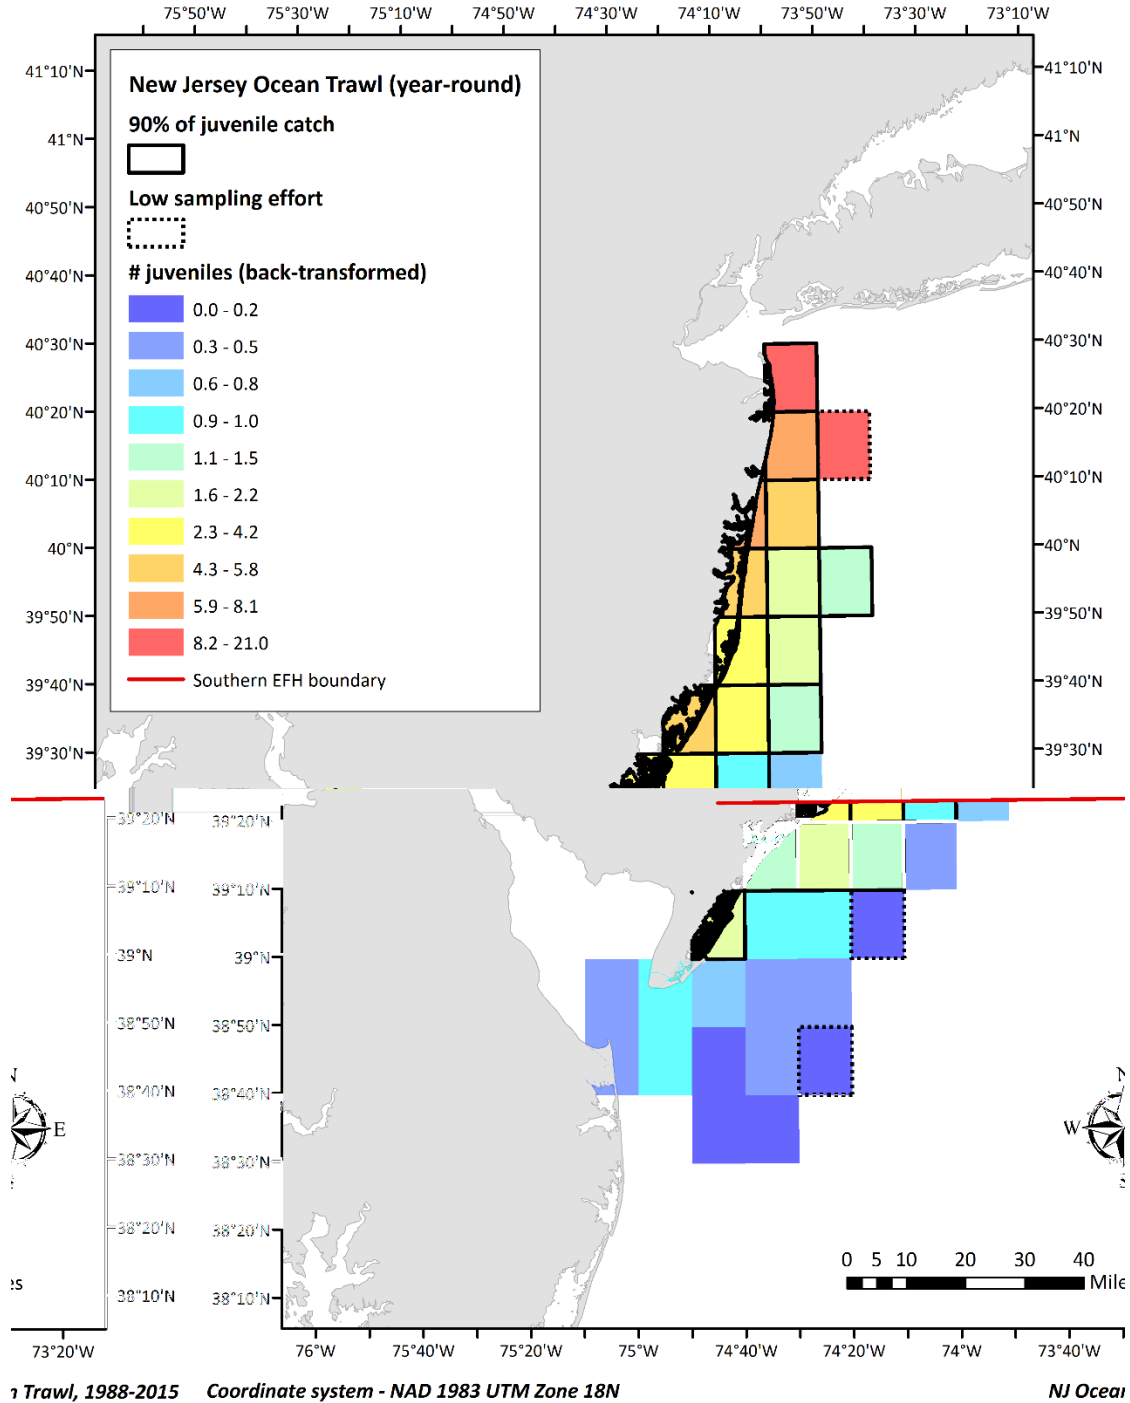 75°50'W 75°30'W 75°10'W 74°50'W 74°30'W 74°10'W 73°50'W 73°30'W 73°10'W
41°10'N
41°N
40°50'N
40°40'N
40°30'N
40°20'N
40°10'N
40°N
39°50'N
39°40'N
39°30'N
New Jersey Ocean Trawl (year-round)
90% of juvenile catch
Low sampling effort
# juveniles (back-transformed)
0.0 - 0.2
0.3 - 0.5
0.6 - 0.8
0.9 - 1.0
1.1 - 1.5
1.6 - 2.2
2.3 - 4.2
4.3 - 5.8
5.9 - 8.1
8.2 - 21.0
Southern EFH boundary
41°10'N
41°N
40°50'N
40°40'N
40°30'N
40°20'N
40°10'N
40°N
39°50'N
39°40'N
39°30'N
39°20'N 39°20'N
39°10'N 39°10'N
39°N 39°N
38°50'N 38°50'N
38°40'N 38°40'N
38°30'N 38°30'N
38°20'N 38°20'N
38°10'N 38°10'N
E
W
0 5 10 20 30 40
73°20'W 76°W 75°40'W 75°20'W 75°W 74°40'W 74°20'W 74°W 73°40'W
Trawl, 1988-2015 Coordinate system - NAD 1983 UTM Zone 18N NJ